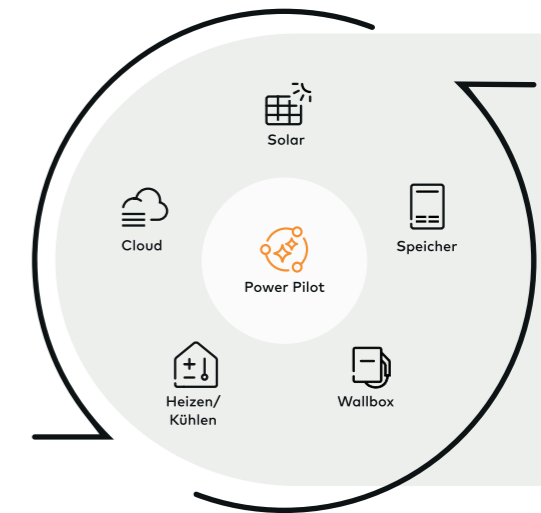 Solar
Cloud
Speicher
Power Pilot
Heizen/
Kühlen
Wallbox